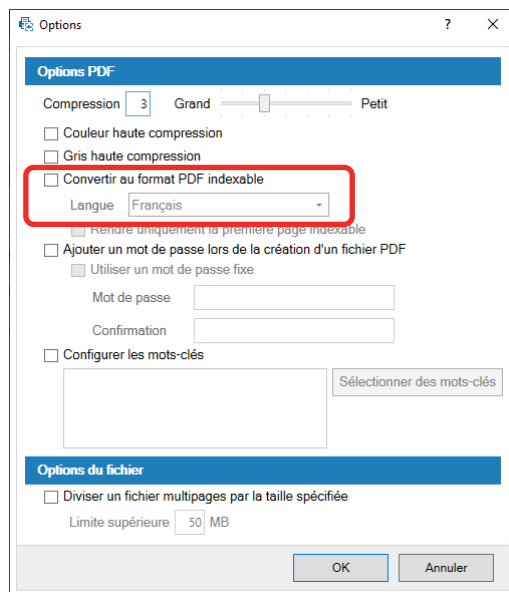 Options ? ×
Options PDF
Compression 3 Grand Petit
Couleur haute compression
Gris haute compression
Convertir au format PDF indexable
Langue Français
Rendre uniquement la première page indexable
Ajouter un mot de passe lors de la création d'un fichier PDF
Utiliser un mot de passe fixe
Mot de passe
Confirmation
Configurer les mots-clés
Sélectionner des mots-clés
Options du fichier
Diviser un fichier multipages par la taille spécifiée
Limite supérieure 50 MB
OK Annuler